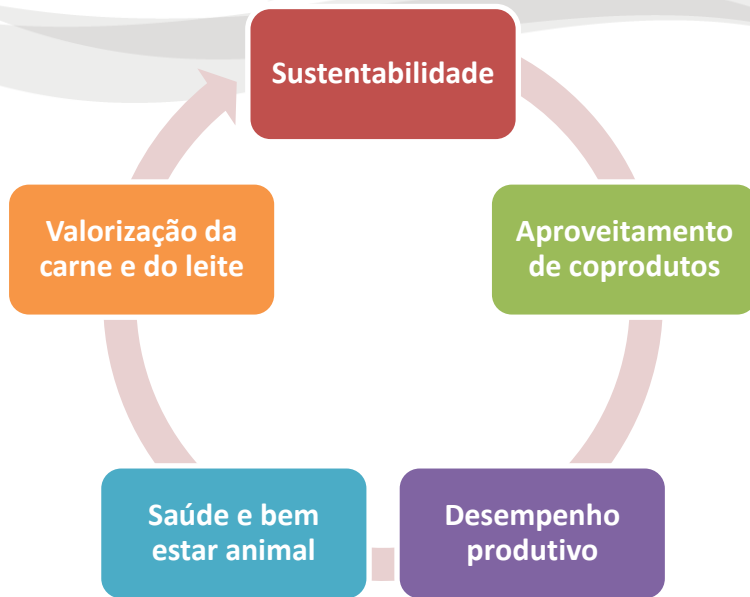 Sustentabilidade
Aproveitamento
de coprodutos
Desempenho
produtivo
Saúde e bem
estar animal
Valorização da
carne e do leite